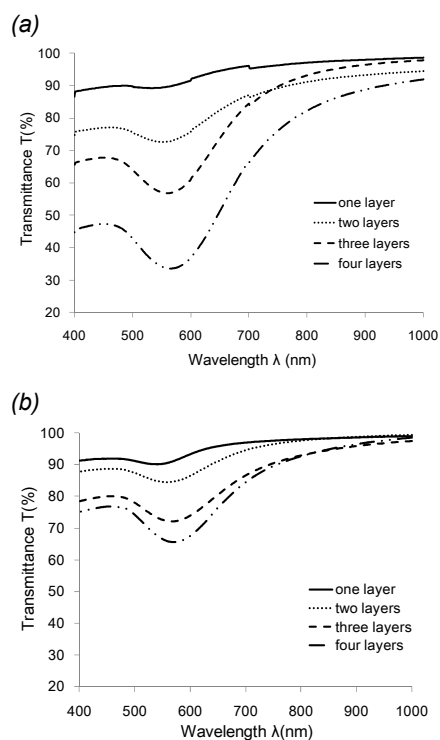 (a)
100
90
80
70
60
50
40
30
20
Transmittance T(%)
one layer
two layers
three layers
four layers
400 500 600 700 800 900 1000
Wavelength λ (nm)
(b)
100
90
80
70
60
50
40
30
20
Transmittance T(%)
one layer
two layers
three layers
four layers
400 500 600 700 800 900 1000
Wavelength λ(nm)